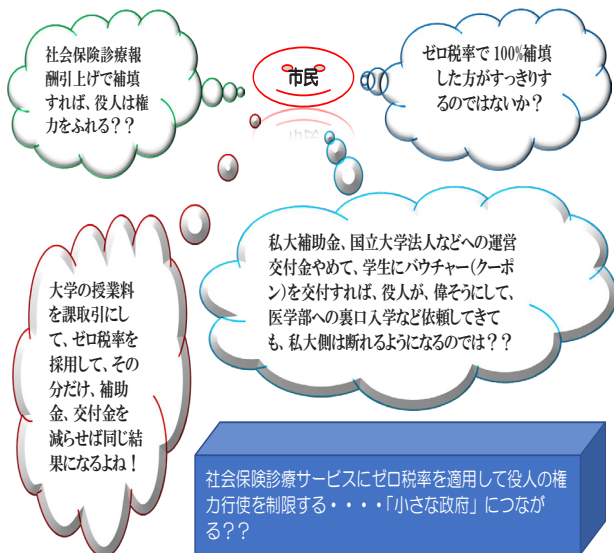 社会保険診療報
酬引上げで補填
すれば、役人は権
力をふれる？？
市民
ゼロ税率で 100%補填
した方がすっきりす
るのではないか？
私大補助金、国立大学法人などへの運営
交付金やめて、学生にバウチャー（クーポ
ン）を交付すれば、役人が、偉そうにして、
医学部への裏口入学など依頼してきて
も、私大側は断れるようになるのでは？？
大学の授業料
を課取引にし
て、ゼロ税率を
採用して、その
分だけ、補助
金、交付金を
減らせば同じ結
果になるよね！
社会保険診療サービスにゼロ税率を適用して役人の権
力行使を制限する・・・・「小さな政府」につなが
る？？